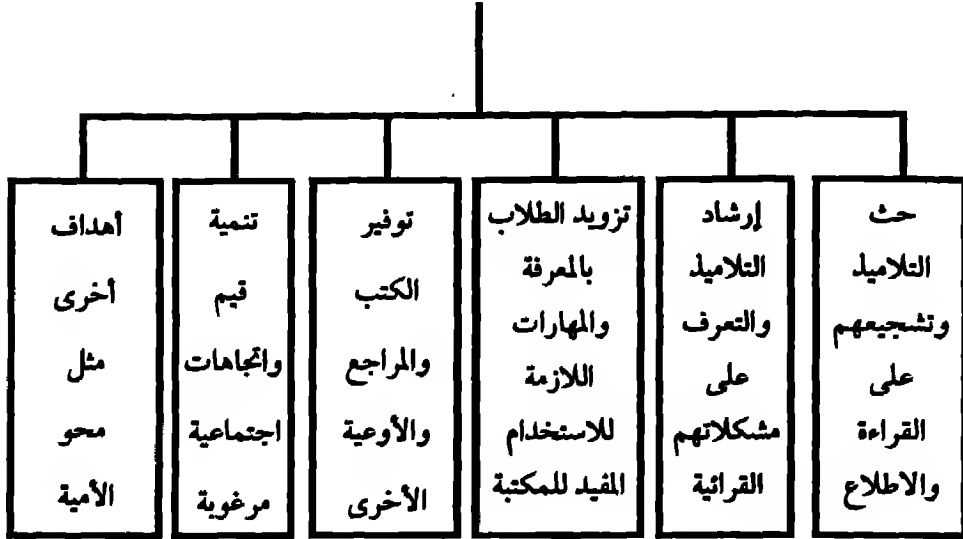 حث
التلاميذ
وتشجيعهم
على
القراءة
والاطلاع
إرشاد
التلاميذ
والتعرف
على
مشكلاتهم
القرائية
تزويد الطلاب
بالمعرفة
والمهارات
اللازمة
للاستخدام
المفيد للمكتبة
توفير
الكتب
والمراجع
والأوعية
الأخرى
تنمية
قيم
واتجاهات
اجتماعية
مرغوبة
أهداف
أخرى
مثل
محو
الأمية